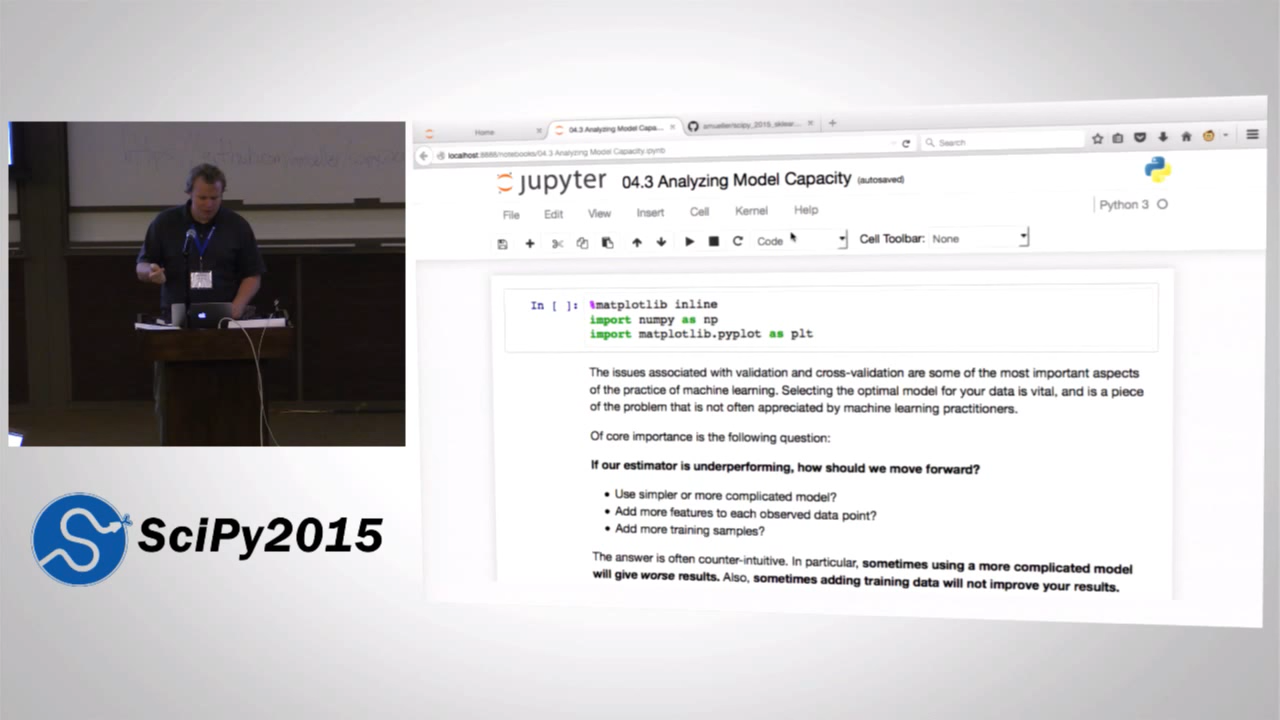 Home
04.3 Analyzing Model Capa...
amueller/scipy_2015_sklear...
localhost:8888/notebooks/04.3 Analyzing Model Capacity.ipynb
Search
jupyter 04.3 Analyzing Model Capacity (autosaved)
File Edit View Insert Cell Kernel Help
Python 3
Code
Cell Toolbar: None
In [ ]: %matplotlib inline
import numpy as np
import matplotlib.pyplot as plt
The issues associated with validation and cross-validation are some of the most important aspects
of the practice of machine learning. Selecting the optimal model for your data is vital, and is a piece
of the problem that is not often appreciated by machine learning practitioners.
Of core importance is the following question:
If our estimator is underperforming, how should we move forward?
• Use simpler or more complicated model?
• Add more features to each observed data point?
• Add more training samples?
The answer is often counter-intuitive. In particular, sometimes using a more complicated model
will give worse results. Also, sometimes adding training data will not improve your results.
SciPy2015